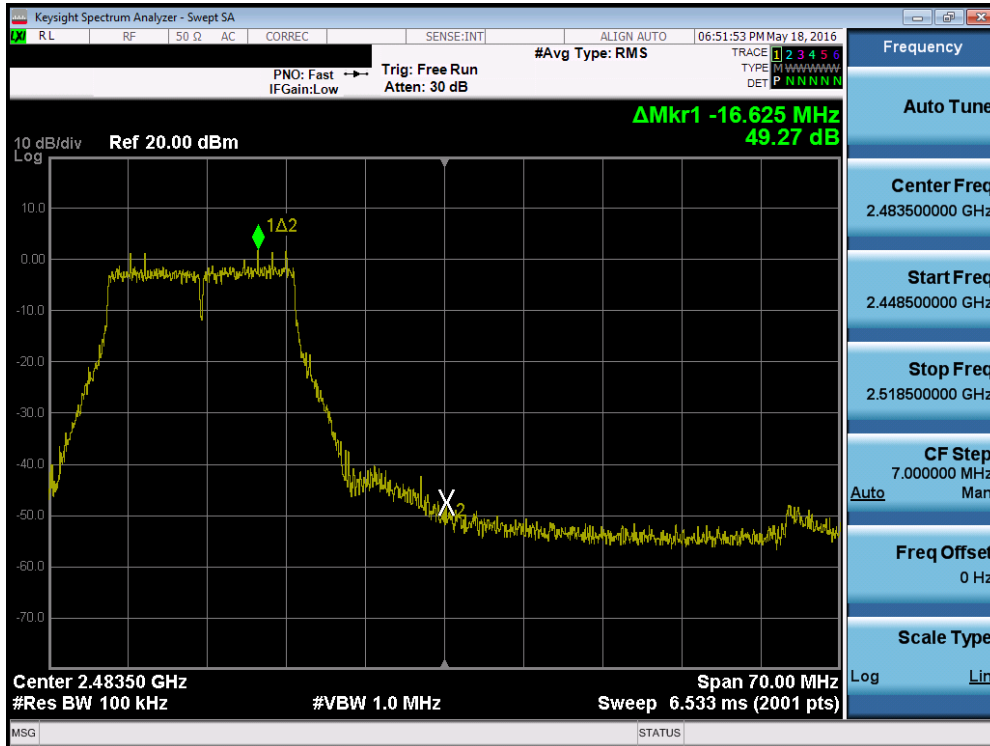 Keysight Spectrum Analyzer - Swept SA
LXI RL RF 50 Ω AC CORREC SENSE:INT ALIGN AUTO 06:51:53 PM May 18, 2016
Frequency
#Avg Type: RMS TRACE 1 2 3 4 5 6
PNO: Fast Trig: Free Run TYPE M W W W W W
IFGain:Low Atten: 30 dB DET P N N N N N
Auto Tune
ΔMkr1 -16.625 MHz
49.27 dB
10 dB/div Ref 20.00 dBm
Log
Center Freq
2.483500000 GHz
10.0
1Δ2
0.00
Start Freq
2.448500000 GHz
-10.0
-20.0
Stop Freq
2.518500000 GHz
-30.0
-40.0
CF Step
7.000000 MHz
Auto Man
-50.0
2
Freq Offset
0 Hz
-60.0
-70.0
Scale Type
Log Lin
Center 2.48350 GHz Span 70.00 MHz
#Res BW 100 kHz #VBW 1.0 MHz Sweep 6.533 ms (2001 pts)
MSG STATUS